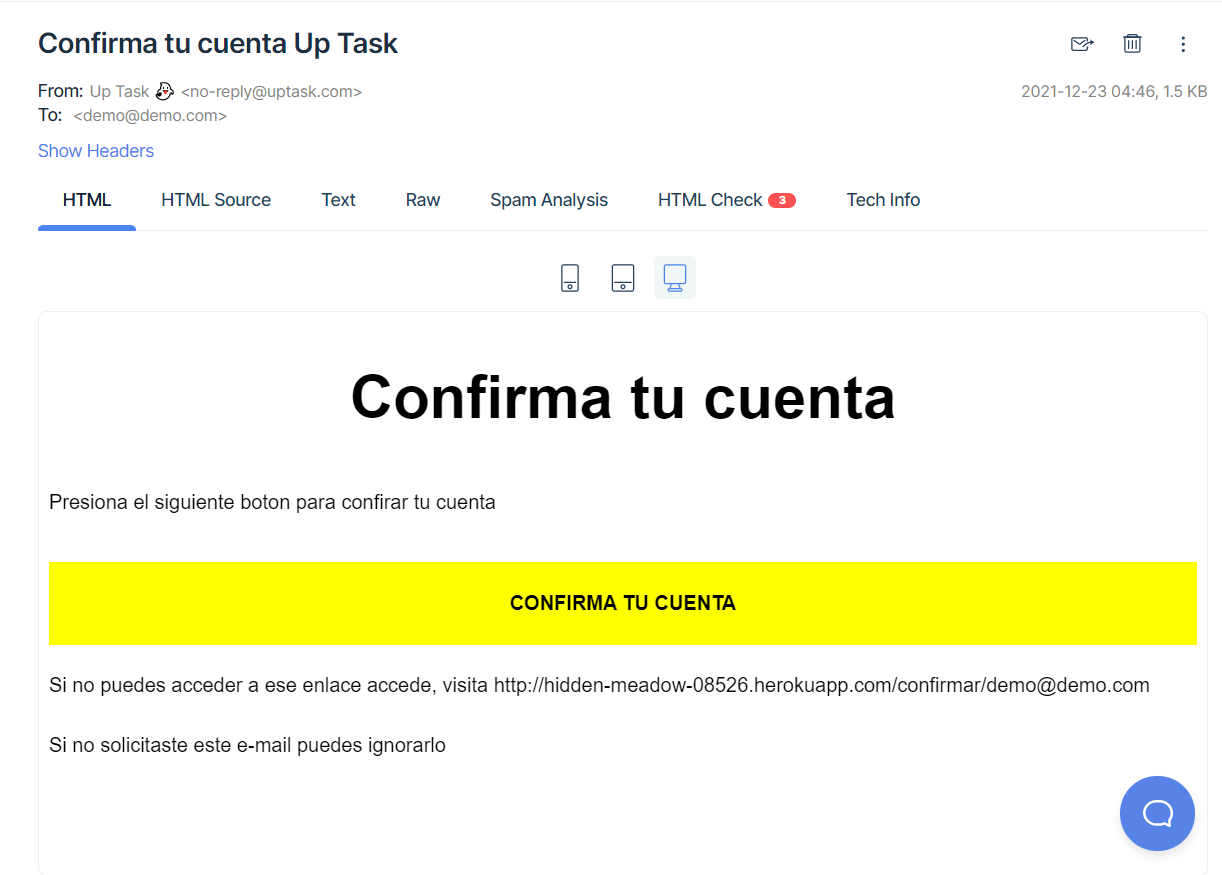 Confirma tu cuenta Up Task
From: Up Task <no-reply@uptask.com>
2021-12-23 04:46, 1.5 KB
To: <demo@demo.com>
Show Headers
HTML HTML Source Text Raw Spam Analysis HTML Check 3 Tech Info
Confirma tu cuenta
Presiona el siguiente boton para confirar tu cuenta
CONFIRMA TU CUENTA
Si no puedes acceder a ese enlace accede, visita http://hidden-meadow-08526.herokuapp.com/confirmar/demo@demo.com
Si no solicitaste este e-mail puedes ignorarlo